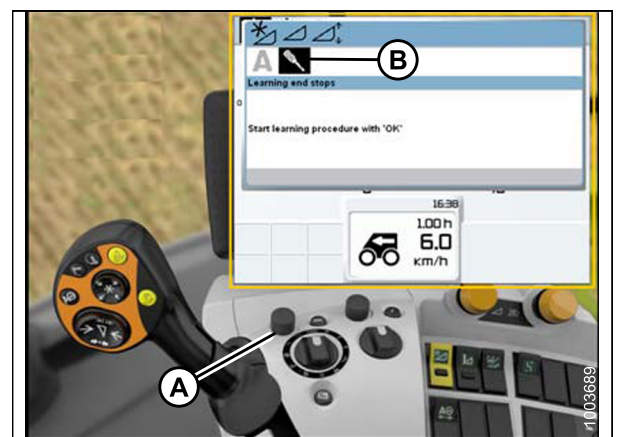 A
B
Learning end stops
Start learning procedure with "OK"
16:38
1.00 h
6.0
km/h
A
1003689